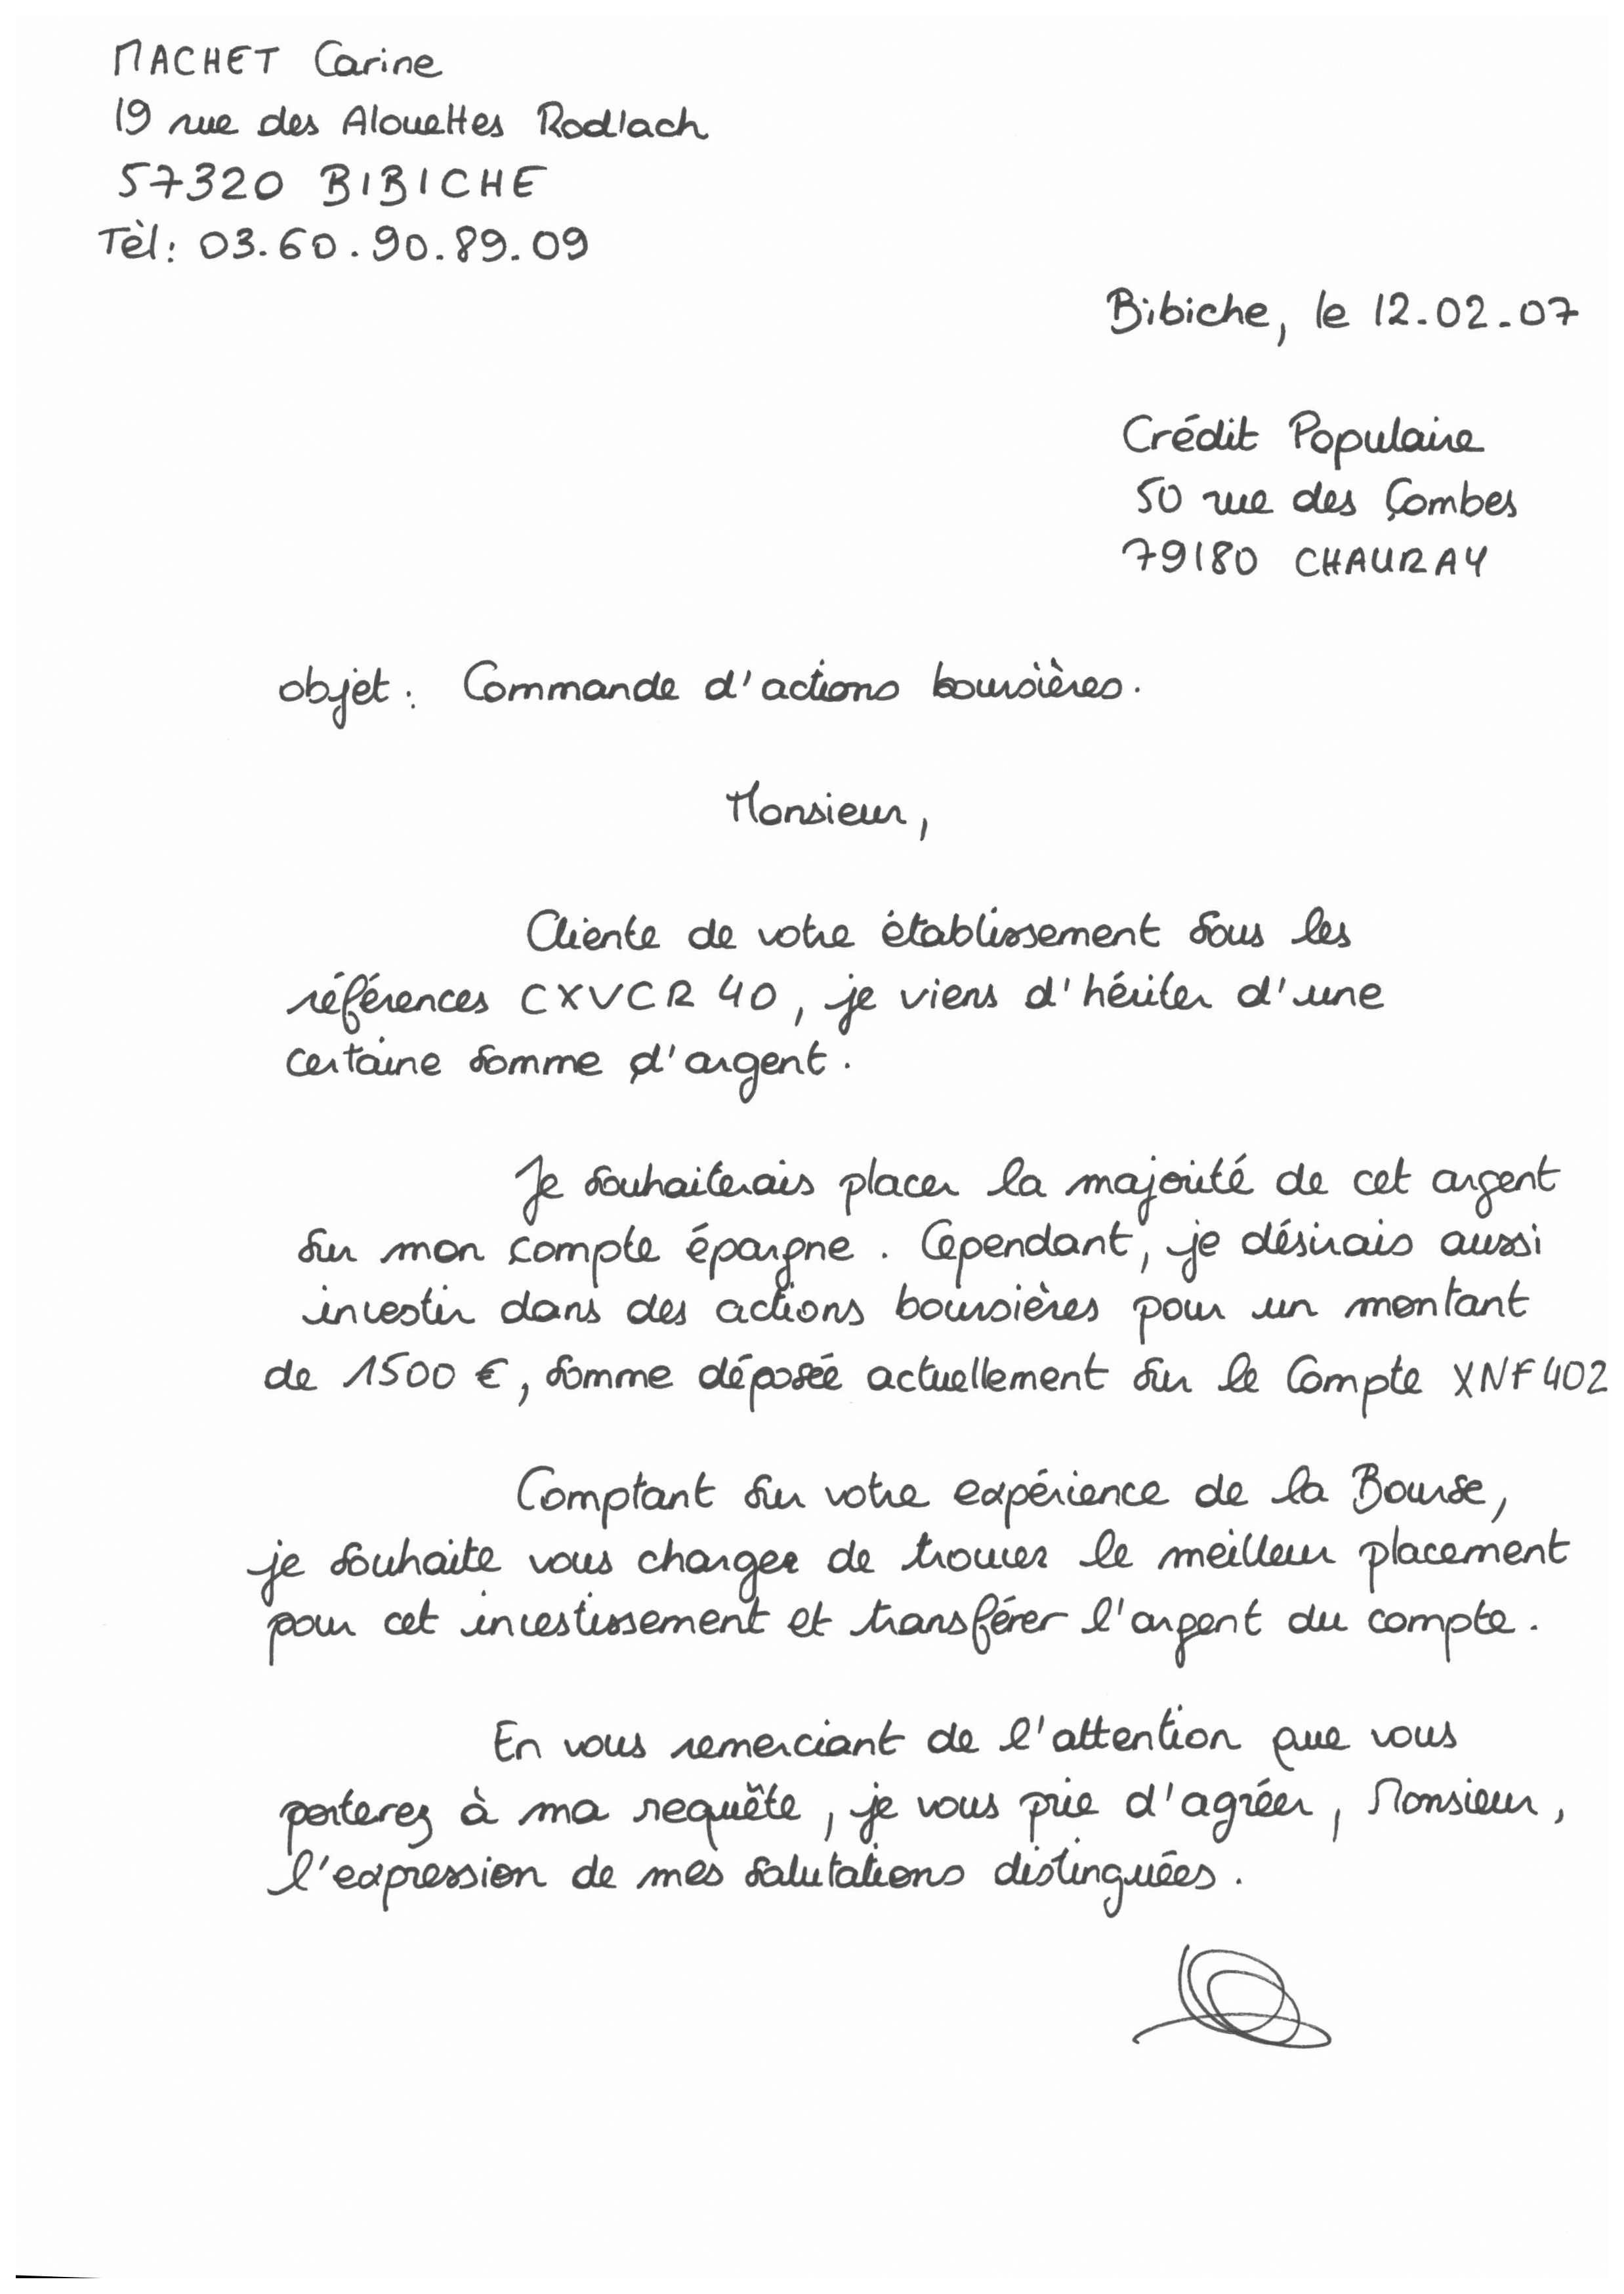 MACHET Carine
19 rue des Alouettes Rodlach
57320 BIBICHE
Tèl: 03.60.90.89.09
Bibiche, le 12.02.07
Crédit Populaire
50 rue des Combes
79180 CHAURAY
objet: Commande d'actions boursières.
Monsieur,
Cliente de votre établissement sous les
références CXVCR 40, je viens d'hériter d'une
certaine somme d'argent.
Je souhaiterais placer la majorité de cet argent
sur mon compte épargne. Cependant, je désirais aussi
investir dans des actions boursières pour un montant
de 1500 €, somme déposée actuellement sur le Compte XNF402
Comptant sur votre expérience de la Bourse,
je souhaite vous charger de trouver le meilleur placement
pour cet investissement et transférer l'argent du compte.
En vous remerciant de l'attention que vous
porterez à ma requête, je vous prie d'agréer, Monsieur,
l'expression de mes salutations distinguées.